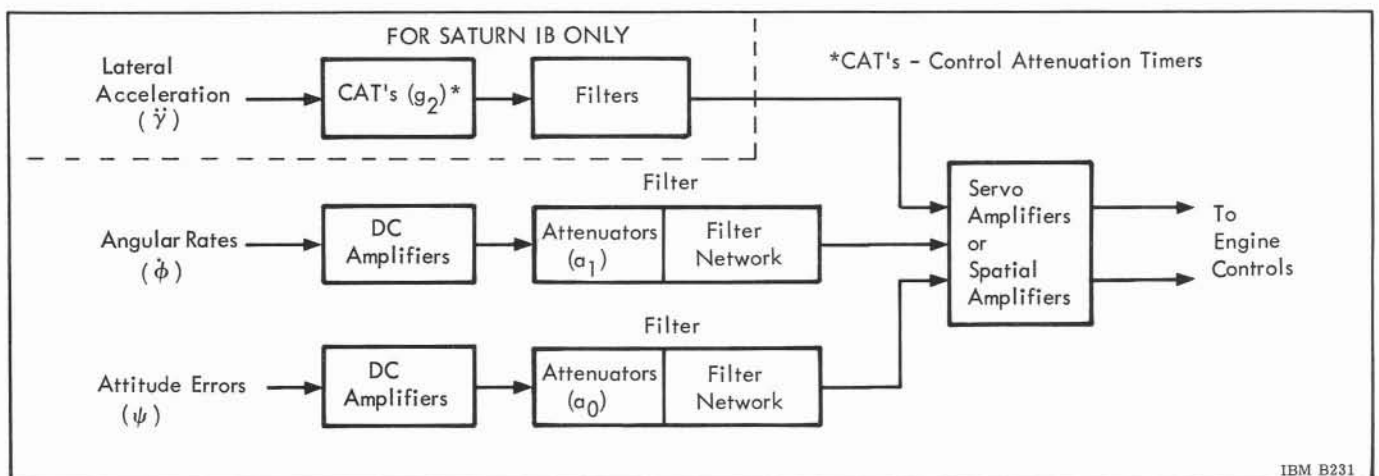 FOR SATURN IB ONLY
*CAT's - Control Attenuation Timers
Lateral
Acceleration
(γ̈)
CAT's (g₂)*
Filters
Filter
Angular Rates
(φ̇)
DC
Amplifiers
Attenuators
(a₁)
Filter
Network
Servo
Amplifiers
or
Spatial
Amplifiers
To
Engine
Controls
Filter
Attitude Errors
(ψ)
DC
Amplifiers
Attenuators
(a₀)
Filter
Network
IBM B231